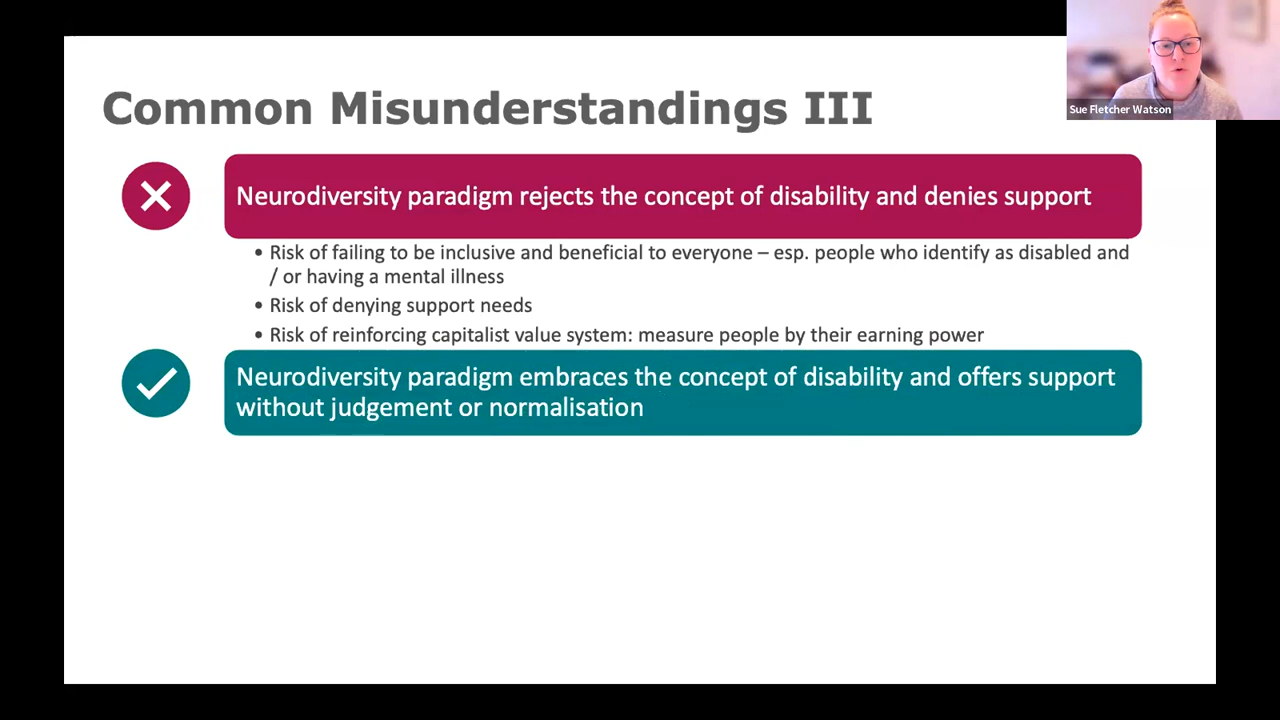 Sue Fletcher Watson
Common Misunderstandings III
Neurodiversity paradigm rejects the concept of disability and denies support
• Risk of failing to be inclusive and beneficial to everyone – esp. people who identify as disabled and
/ or having a mental illness
• Risk of denying support needs
• Risk of reinforcing capitalist value system: measure people by their earning power
Neurodiversity paradigm embraces the concept of disability and offers support
without judgement or normalisation